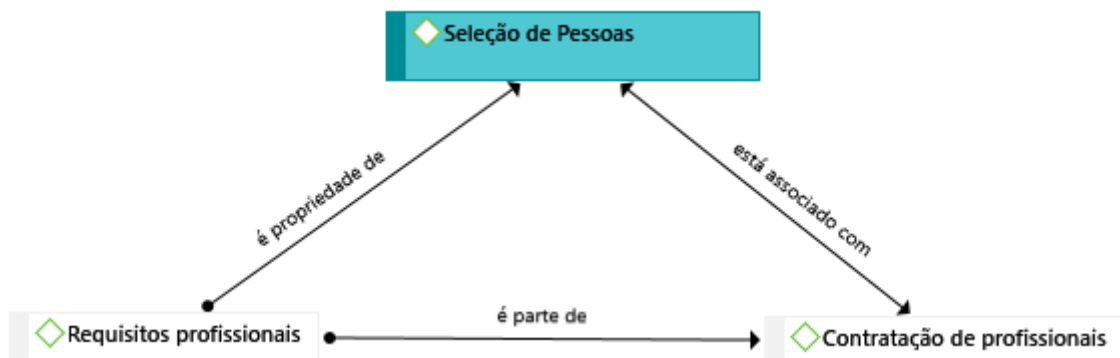 Seleção de Pessoas
é propriedade de
está associado com
é parte de
Requisitos profissionais
Contratação de profissionais